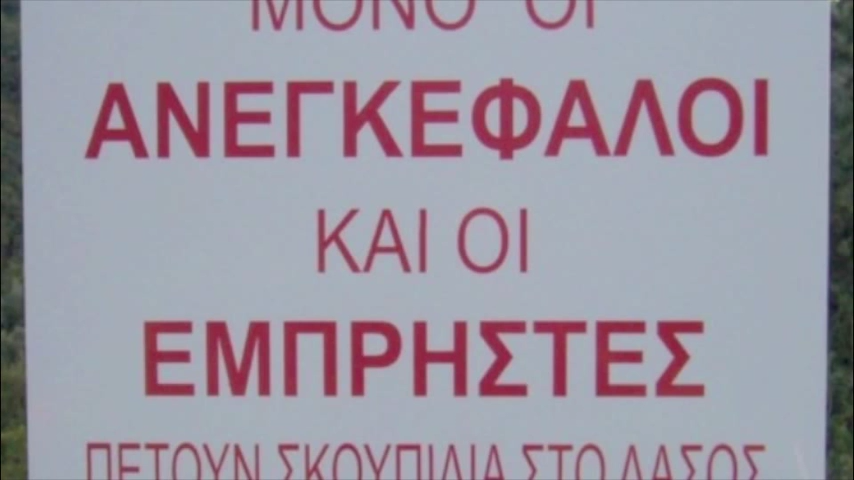 ΜΟΝΟ ΟΙ
ΑΝΕΓΚΕΦΑΛΟΙ
ΚΑΙ ΟΙ
ΕΜΠΡΗΣΤΕΣ
ΠΕΤΟΥΝ ΣΚΟΥΠΙΔΙΑ ΣΤΟ ΔΑΣΟΣ